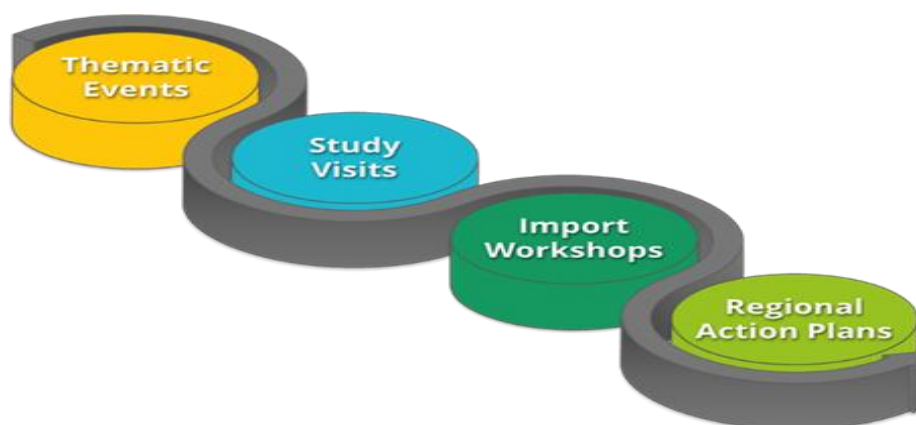 Thematic
Events
Study
Visits
Import
Workshops
Regional
Action Plans